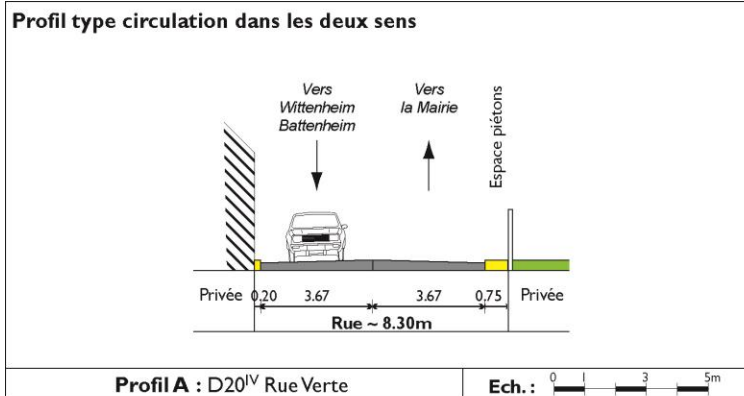 Profil type circulation dans les deux sens
Vers
Wittenheim
Battenheim
Vers
la Mairie
Espace piétons
Privée 0,20 3.67 3.67 0,75 Privée
Rue ~ 8.30m
Profil A : D20IV Rue Verte
Ech. : 0 1 3 5m